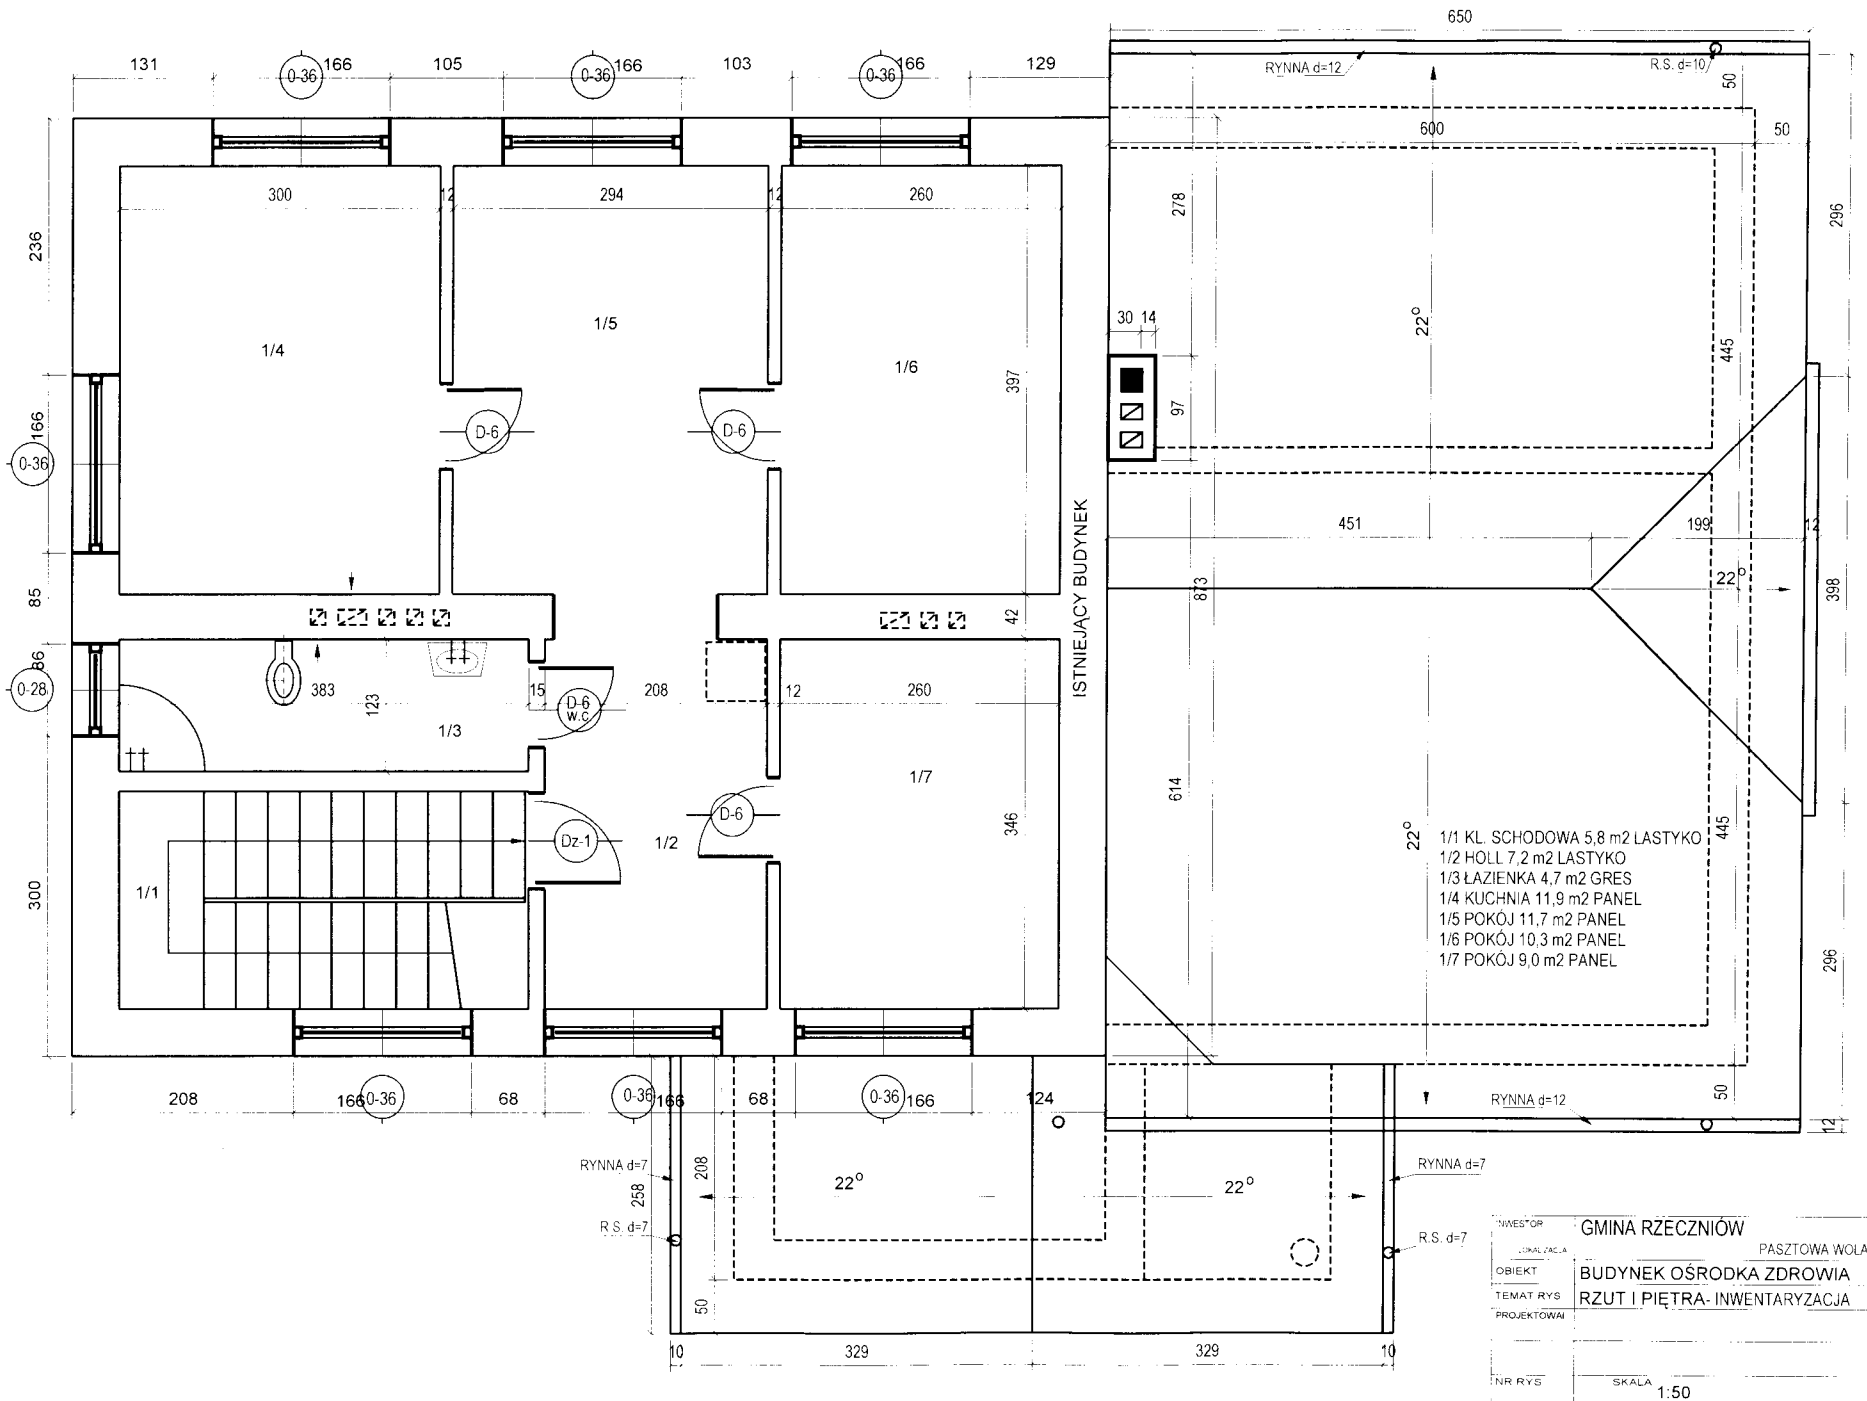 650
131
0-36
166
105
0-36
166
103
0-36
166
129
RYNNA d=12
R.S. d=10
50
600
50
300
12
294
12
260
278
296
236
1/4
1/5
1/6
397
30
14
97
22°
445
166
0-36
D-6
D-6
ISTNIEJĄCY BUDYNEK
451
199
12
22°
398
873
85
42
86
0-28
383
123
1/3
15
D-6
W.C
208
12
260
1/7
346
614
22°
445
D-6
Dz-1
1/2
1/1
300
1/1 KL. SCHODOWA 5,8 m2 LASTYKO
1/2 HOLL 7,2 m2 LASTYKO
1/3 ŁAZIENKA 4,7 m2 GRES
1/4 KUCHNIA 11,9 m2 PANEL
1/5 POKÓJ 11,7 m2 PANEL
1/6 POKÓJ 10,3 m2 PANEL
1/7 POKÓJ 9,0 m2 PANEL
296
208
166
0-36
68
0-36
166
68
0-36
166
124
RYNNA d=12
50
12
RYNNA d=7
208
258
22°
22°
RYNNA d=7
R.S. d=7
R.S. d=7
50
10
329
329
10
INWESTOR GMINA RZECZNIÓW
LOKALIZACJA PASZTOWA WOLA
OBIEKT BUDYNEK OŚRODKA ZDROWIA
TEMAT RYS RZUT I PIĘTRA- INWENTARYZACJA
PROJEKTOWAł
NR RYS SKALA 1:50